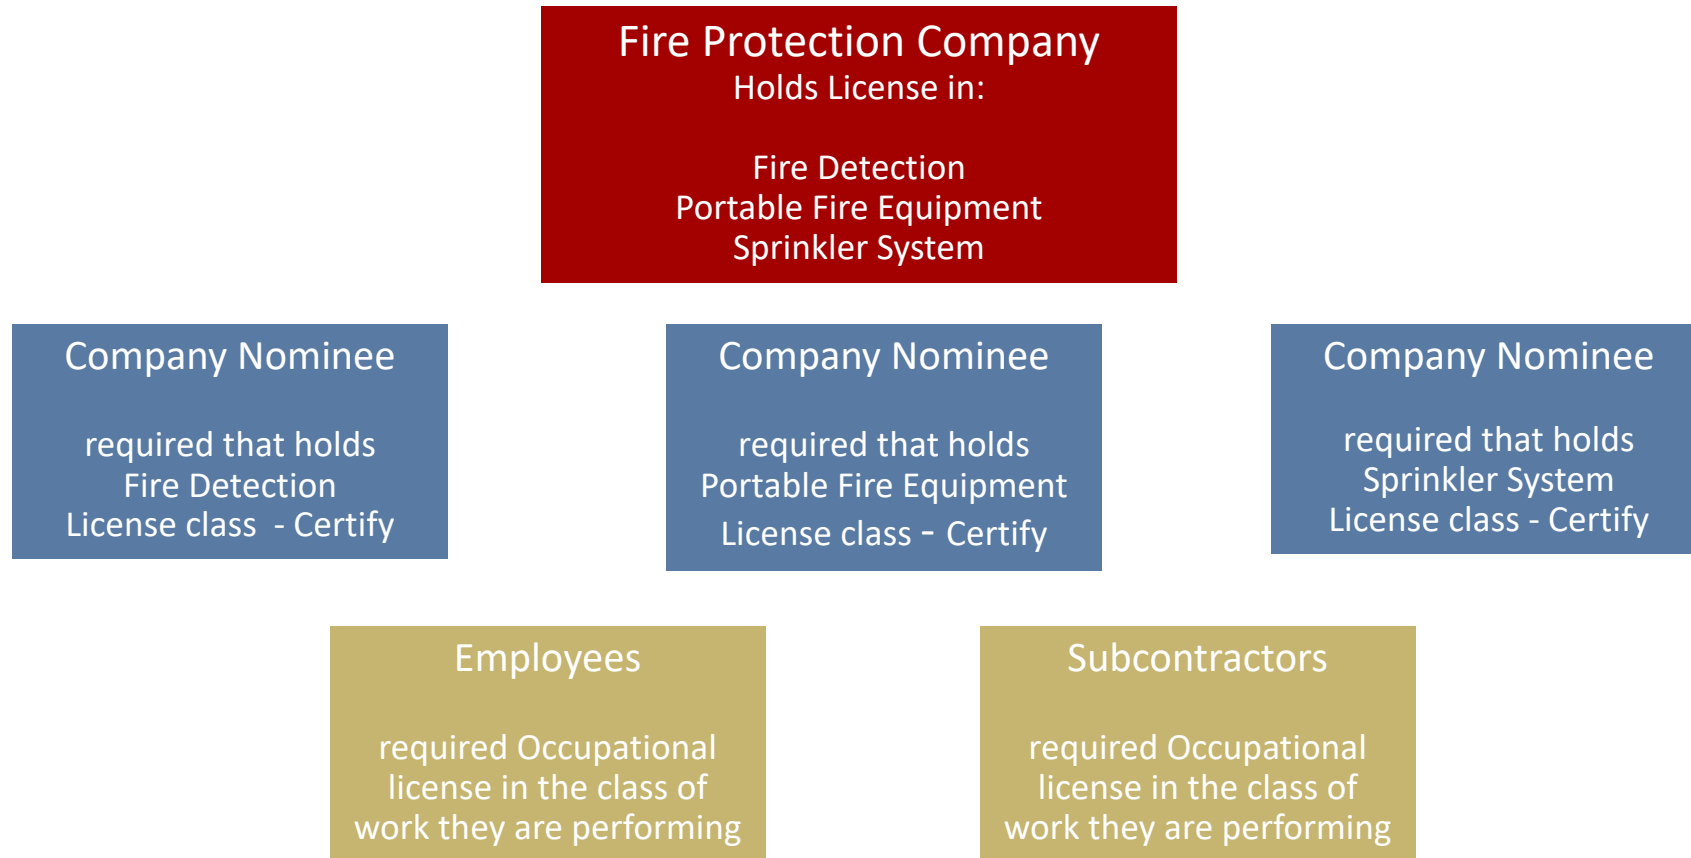 Fire Protection Company
Holds License in:
Fire Detection
Portable Fire Equipment
Sprinkler System
Company Nominee
required that holds
Fire Detection
License class - Certify
Company Nominee
required that holds
Portable Fire Equipment
License class - Certify
Company Nominee
required that holds
Sprinkler System
License class - Certify
Employees
required Occupational
license in the class of
work they are performing
Subcontractors
required Occupational
license in the class of
work they are performing